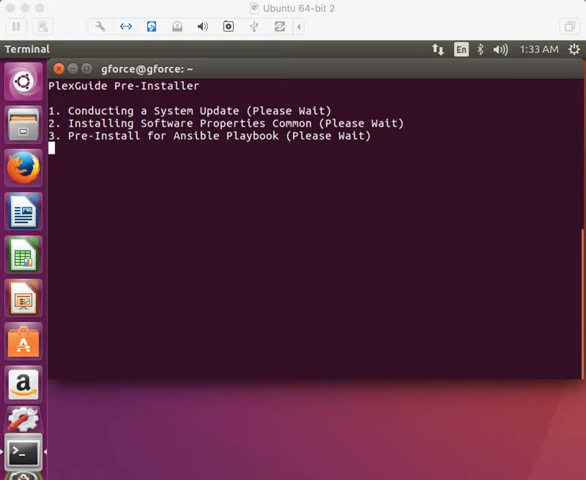 Ubuntu 64-bit 2
Terminal
En
1:33 AM
gforce@gforce: ~
PlexGuide Pre-Installer
1. Conducting a System Update (Please Wait)
2. Installing Software Properties Common (Please Wait)
3. Pre-Install for Ansible Playbook (Please Wait)